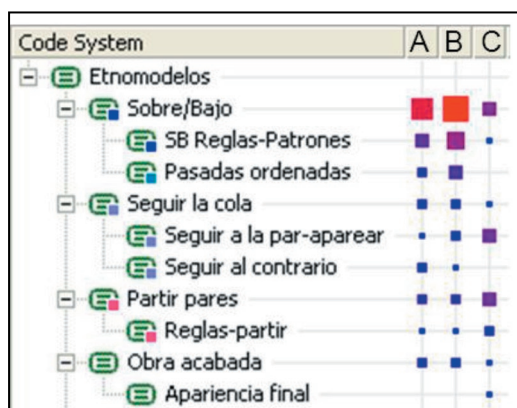 Code System A B C
Etnomodelos
Sobre/Bajo
SB Reglas-Patrones
Pasadas ordenadas
Seguir la cola
Seguir a la par-aparear
Seguir al contrario
Partir pares
Reglas-partir
Obra acabada
Apariencia final